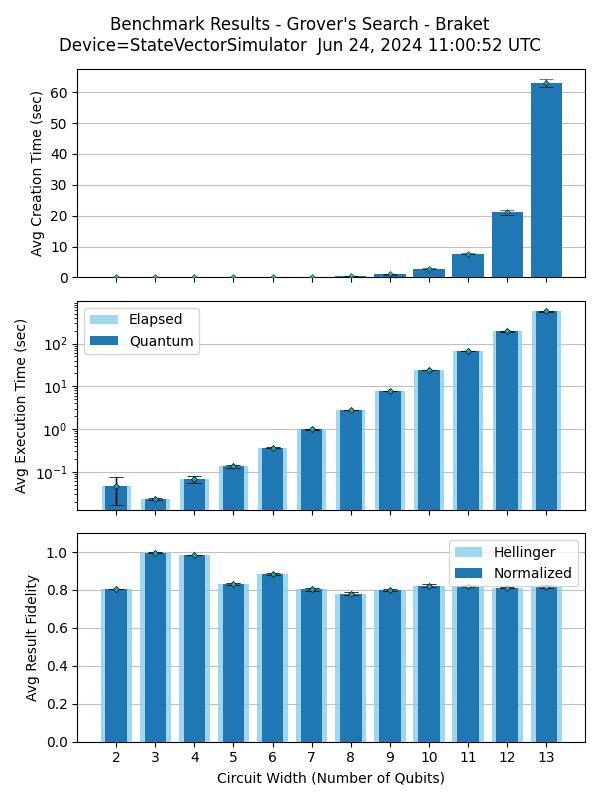 Benchmark Results - Grover's Search - Braket
Device=StateVectorSimulator  Jun 24, 2024 11:00:52 UTC
Avg Creation Time (sec)
60
50
40
30
20
10
0
Avg Execution Time (sec)
Elapsed
Quantum
10²
10¹
10⁰
10⁻¹
Avg Result Fidelity
Hellinger
Normalized
1.0
0.8
0.6
0.4
0.2
0.0
2 3 4 5 6 7 8 9 10 11 12 13
Circuit Width (Number of Qubits)